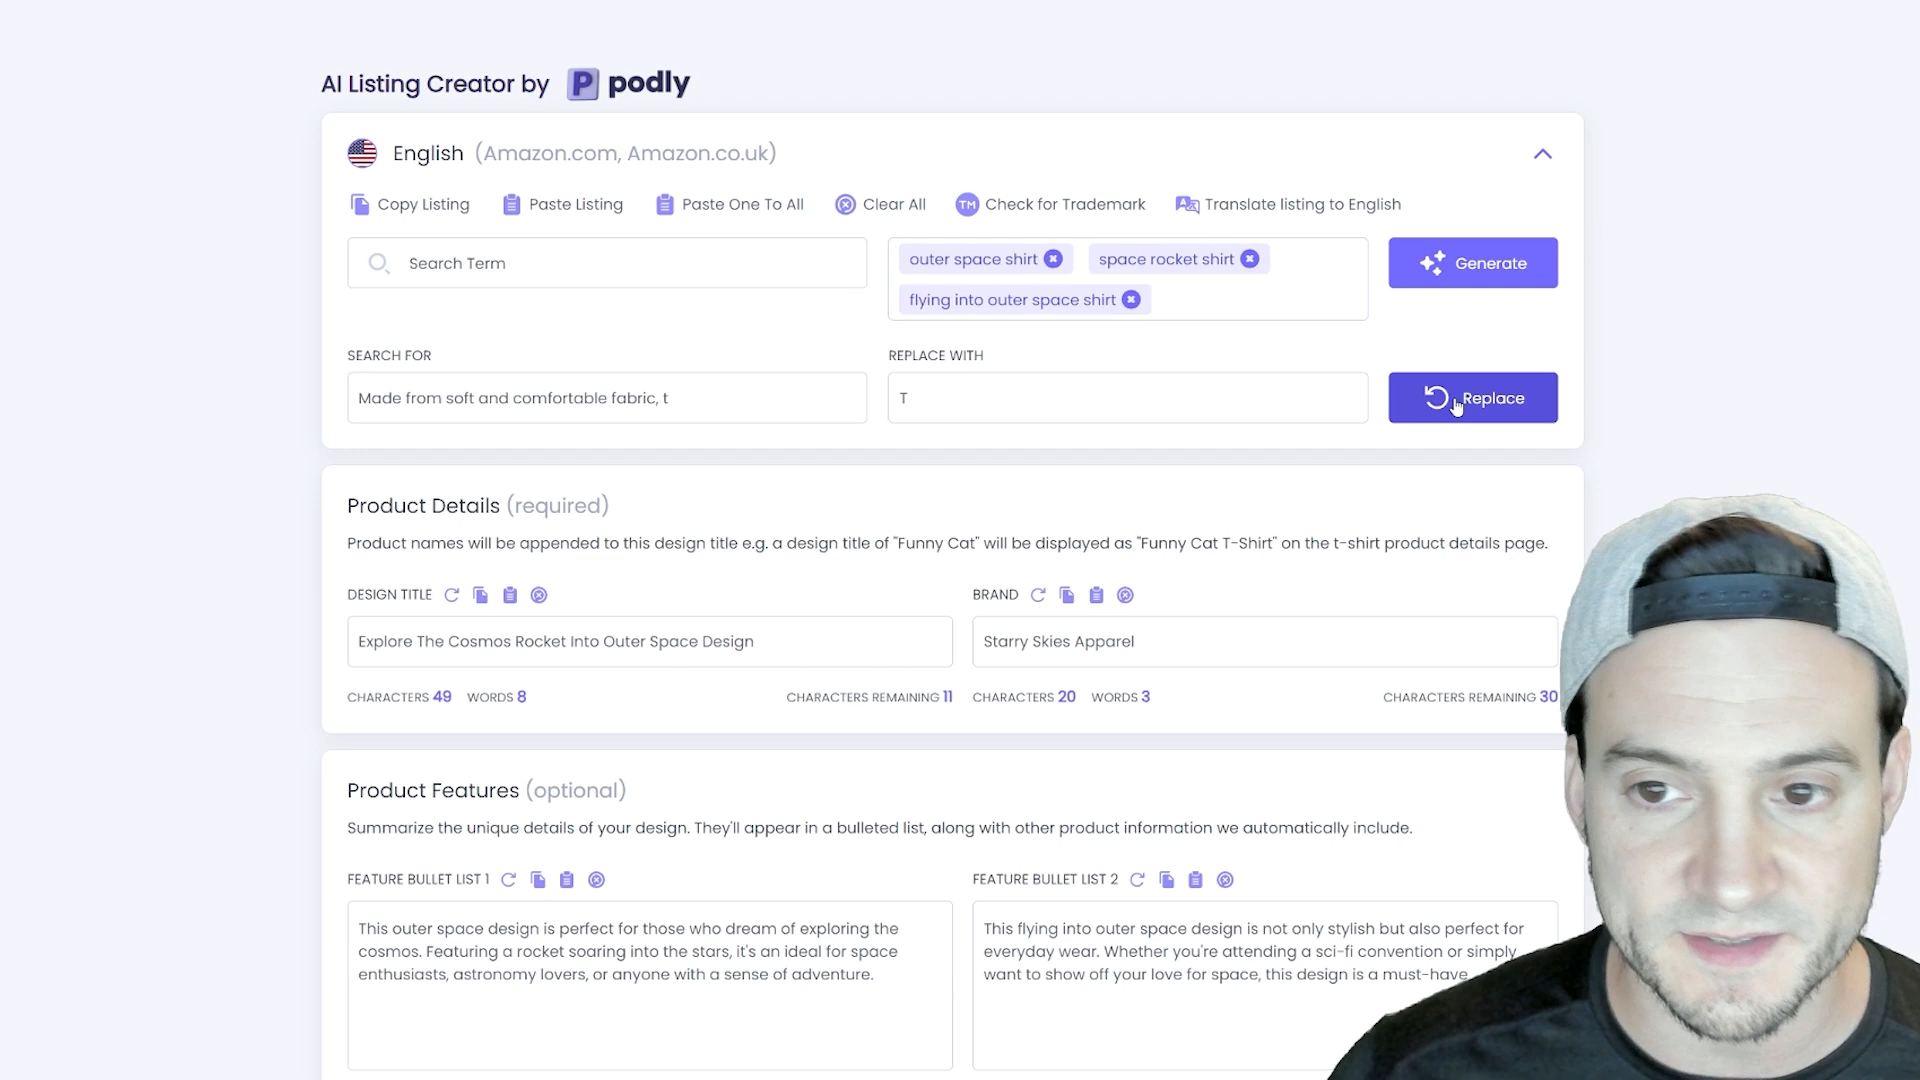 AI Listing Creator by P podly
English (Amazon.com, Amazon.co.uk)
Copy Listing Paste Listing Paste One To All Clear All TM Check for Trademark Translate listing to English
Search Term outer space shirt space rocket shirt Generate
flying into outer space shirt
SEARCH FOR REPLACE WITH
Made from soft and comfortable fabric, t T Replace
Product Details (required)
Product names will be appended to this design title e.g. a design title of "Funny Cat" will be displayed as "Funny Cat T-Shirt" on the t-shirt product details page.
DESIGN TITLE BRAND
Explore The Cosmos Rocket Into Outer Space Design Starry Skies Apparel
CHARACTERS 49 WORDS 8 CHARACTERS REMAINING 11 CHARACTERS 20 WORDS 3 CHARACTERS REMAINING 30
Product Features (optional)
Summarize the unique details of your design. They'll appear in a bulleted list, along with other product information we automatically include.
FEATURE BULLET LIST 1 FEATURE BULLET LIST 2
This outer space design is perfect for those who dream of exploring the
cosmos. Featuring a rocket soaring into the stars, it's an ideal for space
enthusiasts, astronomy lovers, or anyone with a sense of adventure.
This flying into outer space design is not only stylish but also perfect for
everyday wear. Whether you're attending a sci-fi convention or simply
want to show off your love for space, this design is a must-have